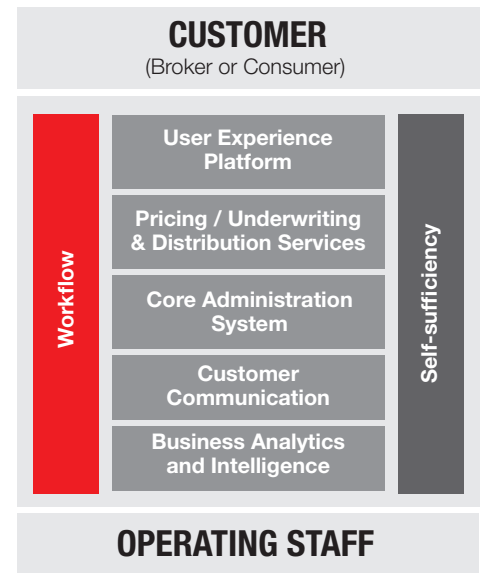 CUSTOMER
(Broker or Consumer)
Workflow
User Experience
Platform
Pricing / Underwriting
& Distribution Services
Core Administration
System
Customer
Communication
Business Analytics
and Intelligence
Self-sufficiency
OPERATING STAFF